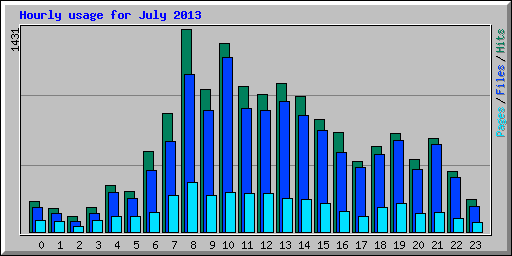 Hourly usage for July 2013
1431
Pages/Files/Hits
0 1 2 3 4 5 6 7 8 9 10 11 12 13 14 15 16 17 18 19 20 21 22 23